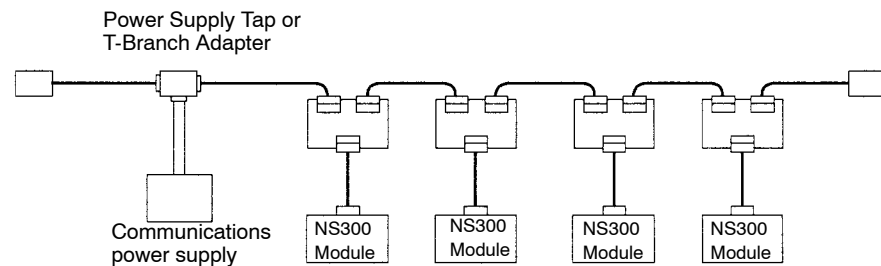 Power Supply Tap or
T-Branch Adapter
Communications
power supply
NS300
Module
NS300
Module
NS300
Module
NS300
Module